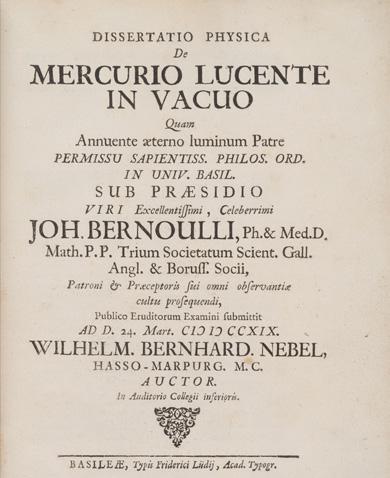 DISSERTATIO PHYSICA
De
MERCURIO LUCENTE
IN VACUO
Quam
Annuente æterno luminum Patre
PERMISSU SAPIENTISS. PHILOS. ORD.
IN UNIV. BASIL.
SUB PRÆSIDIO
VIRI Excellentiſſimi, Celeberrimi
JOH. BERNOULLI, Ph.& Med.D.
Math. P. P. Trium Societatum Scient. Gall.
Angl. & Boruſſ. Socii,
Patroni & Præceptoris ſui omni obſervantiæ
cultu proſequendi,
Publico Eruditorum Examini ſubmittit
AD D. 24. Mart. CIƆ IƆ CCXIX.
WILHELM. BERNHARD. NEBEL,
HASSO-MARPURG. M. C.
AUCTOR.
In Auditorio Collegii inferioris.
BASILEÆ, Typis Friderici Lüdij, Acad. Typogr.